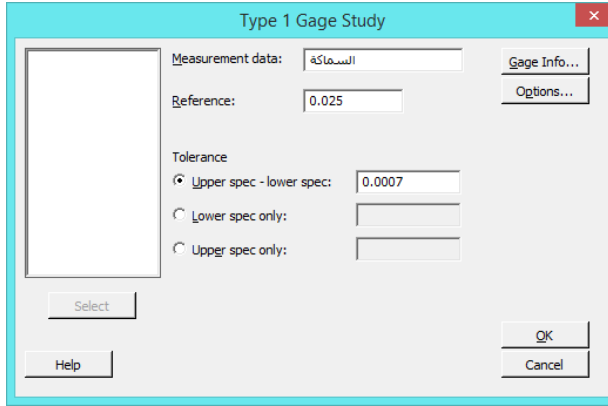 Type 1 Gage Study
Measurement data: السماكة
Gage Info...
Reference: 0.025
Options...
Tolerance
Upper spec - lower spec: 0.0007
Lower spec only:
Upper spec only:
Select
OK
Help
Cancel